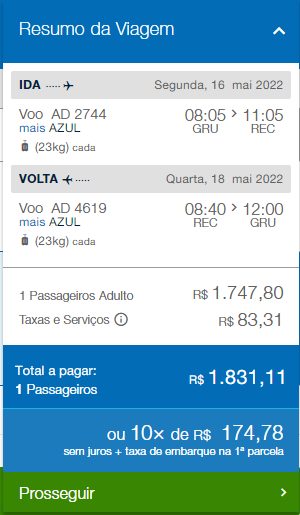 Resumo da Viagem
IDA ..... Segunda, 16 mai 2022
Voo AD 2744 08:05 > 11:05
mais AZUL GRU REC
(23kg) cada
VOLTA ..... Quarta, 18 mai 2022
Voo AD 4619 08:40 > 12:00
mais AZUL REC GRU
(23kg) cada
1 Passageiros Adulto R$ 1.747,80
Taxas e Serviços R$ 83,31
Total a pagar:
1 Passageiros R$ 1.831,11
ou 10x de R$ 174,78
sem juros + taxa de embarque na 1ª parcela
Prosseguir >